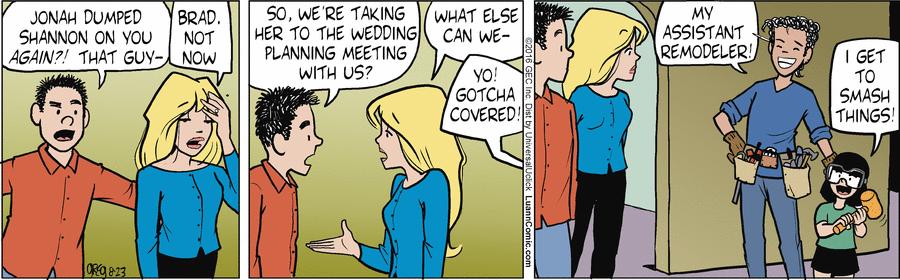 JONAH DUMPED
SHANNON ON YOU
AGAIN?! THAT GUY-
BRAD.
NOT
NOW
GREG 8-23
SO, WE'RE TAKING
HER TO THE WEDDING
PLANNING MEETING
WITH US?
WHAT ELSE
CAN WE-
YO!
GOTCHA
COVERED!
©2016 GEC Inc. Dist by UniversalUclick LuannComic.com
MY
ASSISTANT
REMODELER!
I GET
TO
SMASH
THINGS!